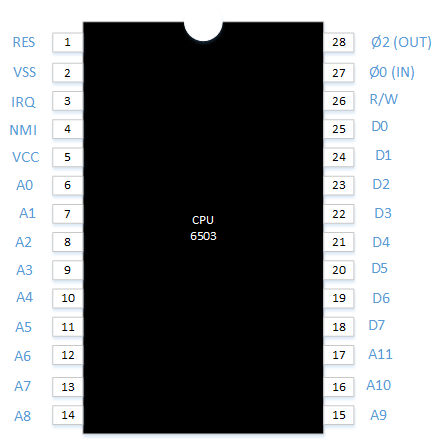 RES 1 28 Ø2 (OUT)
VSS 2 27 Ø0 (IN)
IRQ 3 26 R/W
NMI 4 25 D0
VCC 5 24 D1
A0 6 23 D2
A1 7 22 D3
A2 8 21 D4
A3 9 20 D5
A4 10 19 D6
A5 11 18 D7
A6 12 17 A11
A7 13 16 A10
A8 14 15 A9
CPU
6503